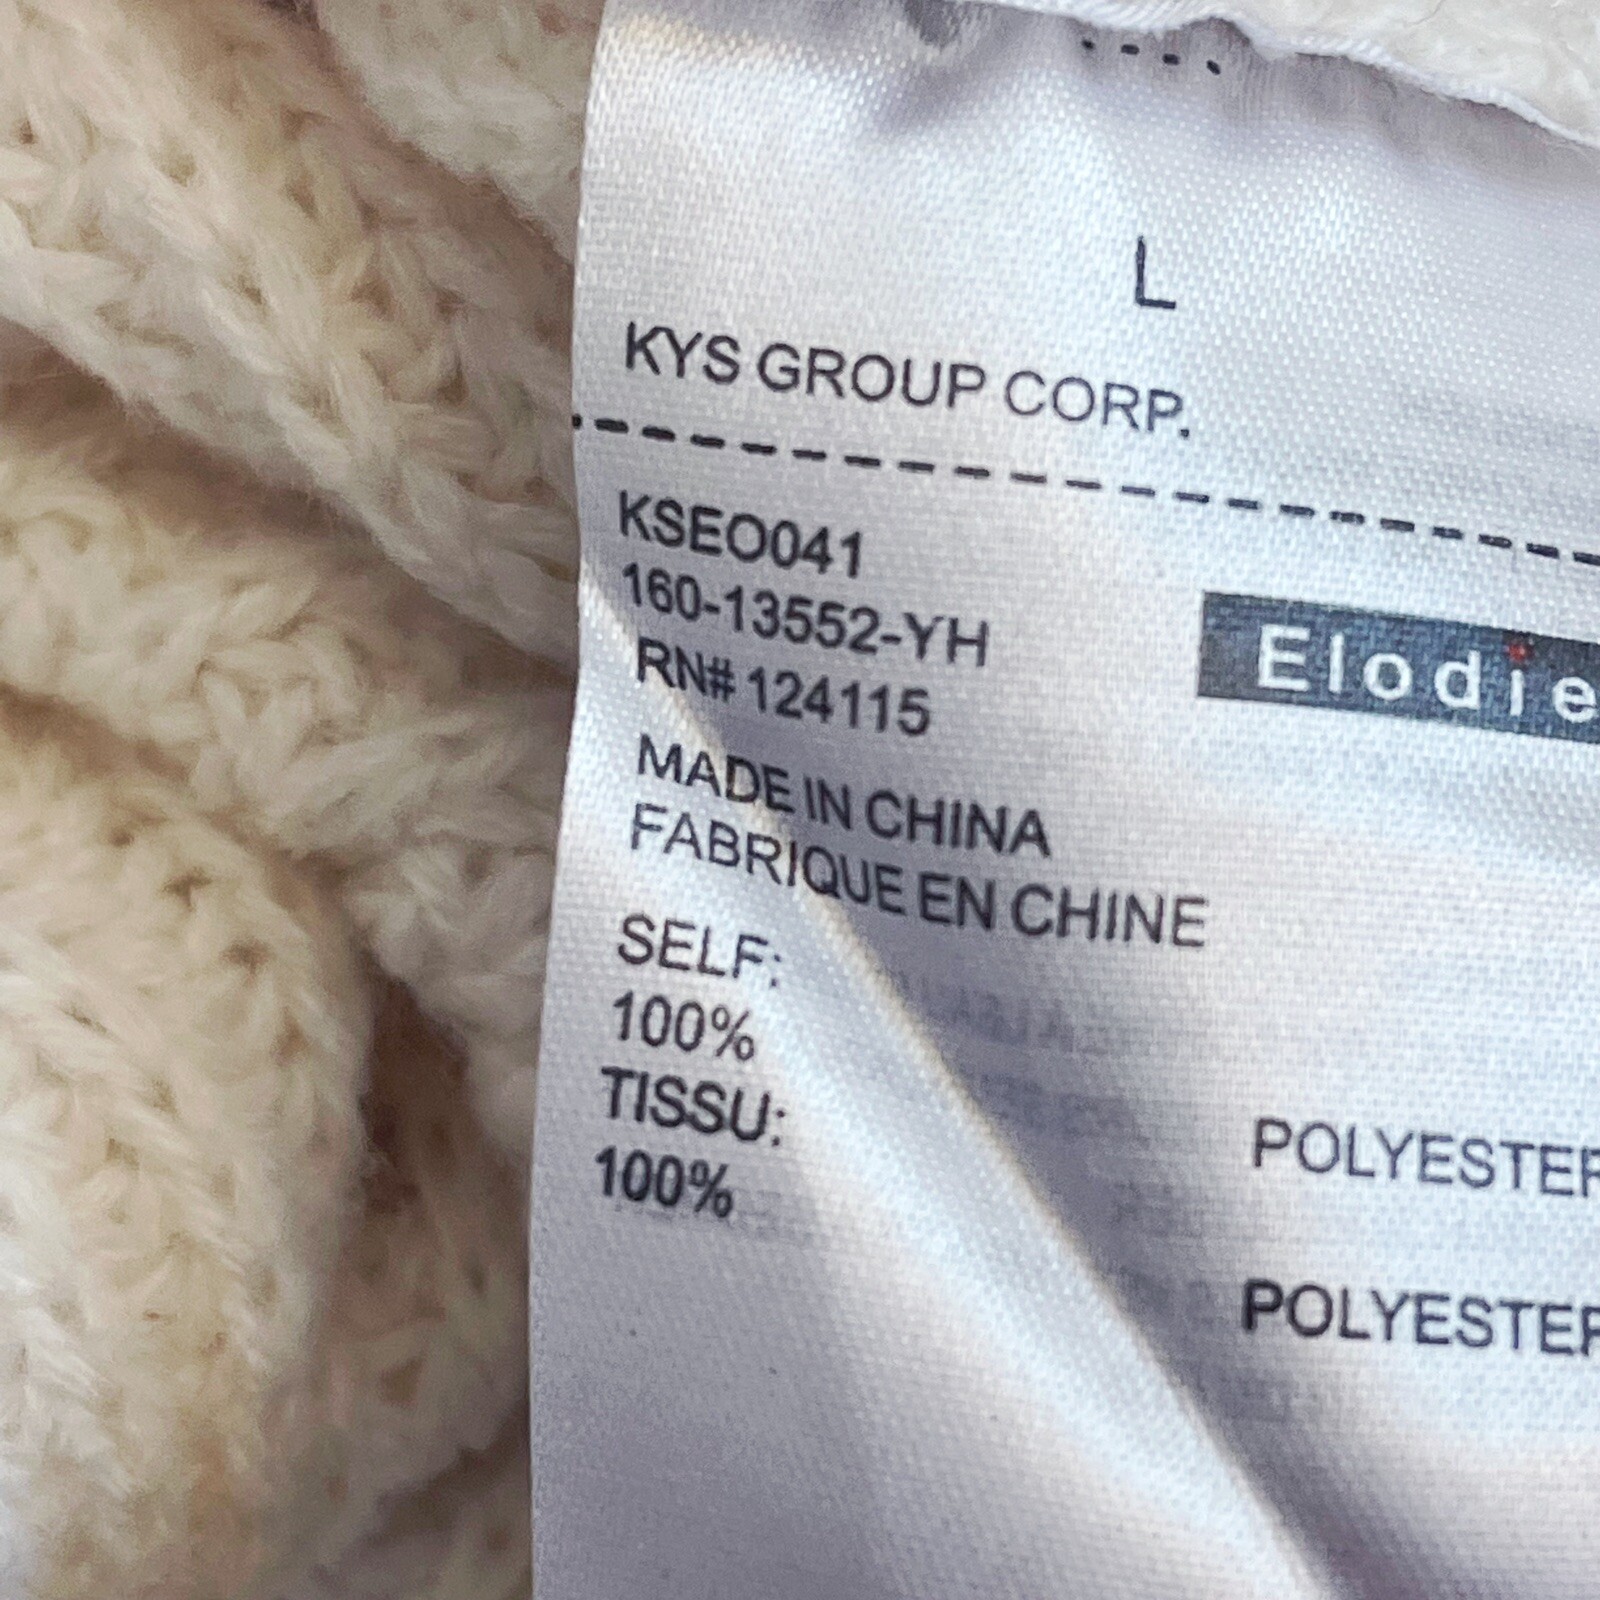 L
KYS GROUP CORP.
KSEO041
160-13552-YH
RN# 124115
Elodie
MADE IN CHINA
FABRIQUE EN CHINE
SELF:
100% POLYESTER
TISSU:
100% POLYESTER